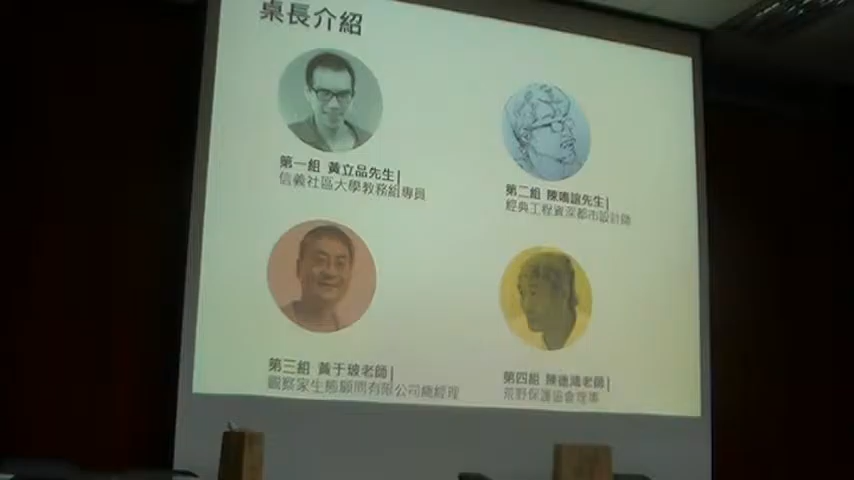 桌長介紹
第一組 黃立品先生
信義社區大學教務組專員
第二組 陳鳴誼先生
經典工程資深都市設計師
第三組 黃于玻老師
觀察家生態顧問有限公司總經理
第四組 陳德鴻老師
荒野保護協會理事